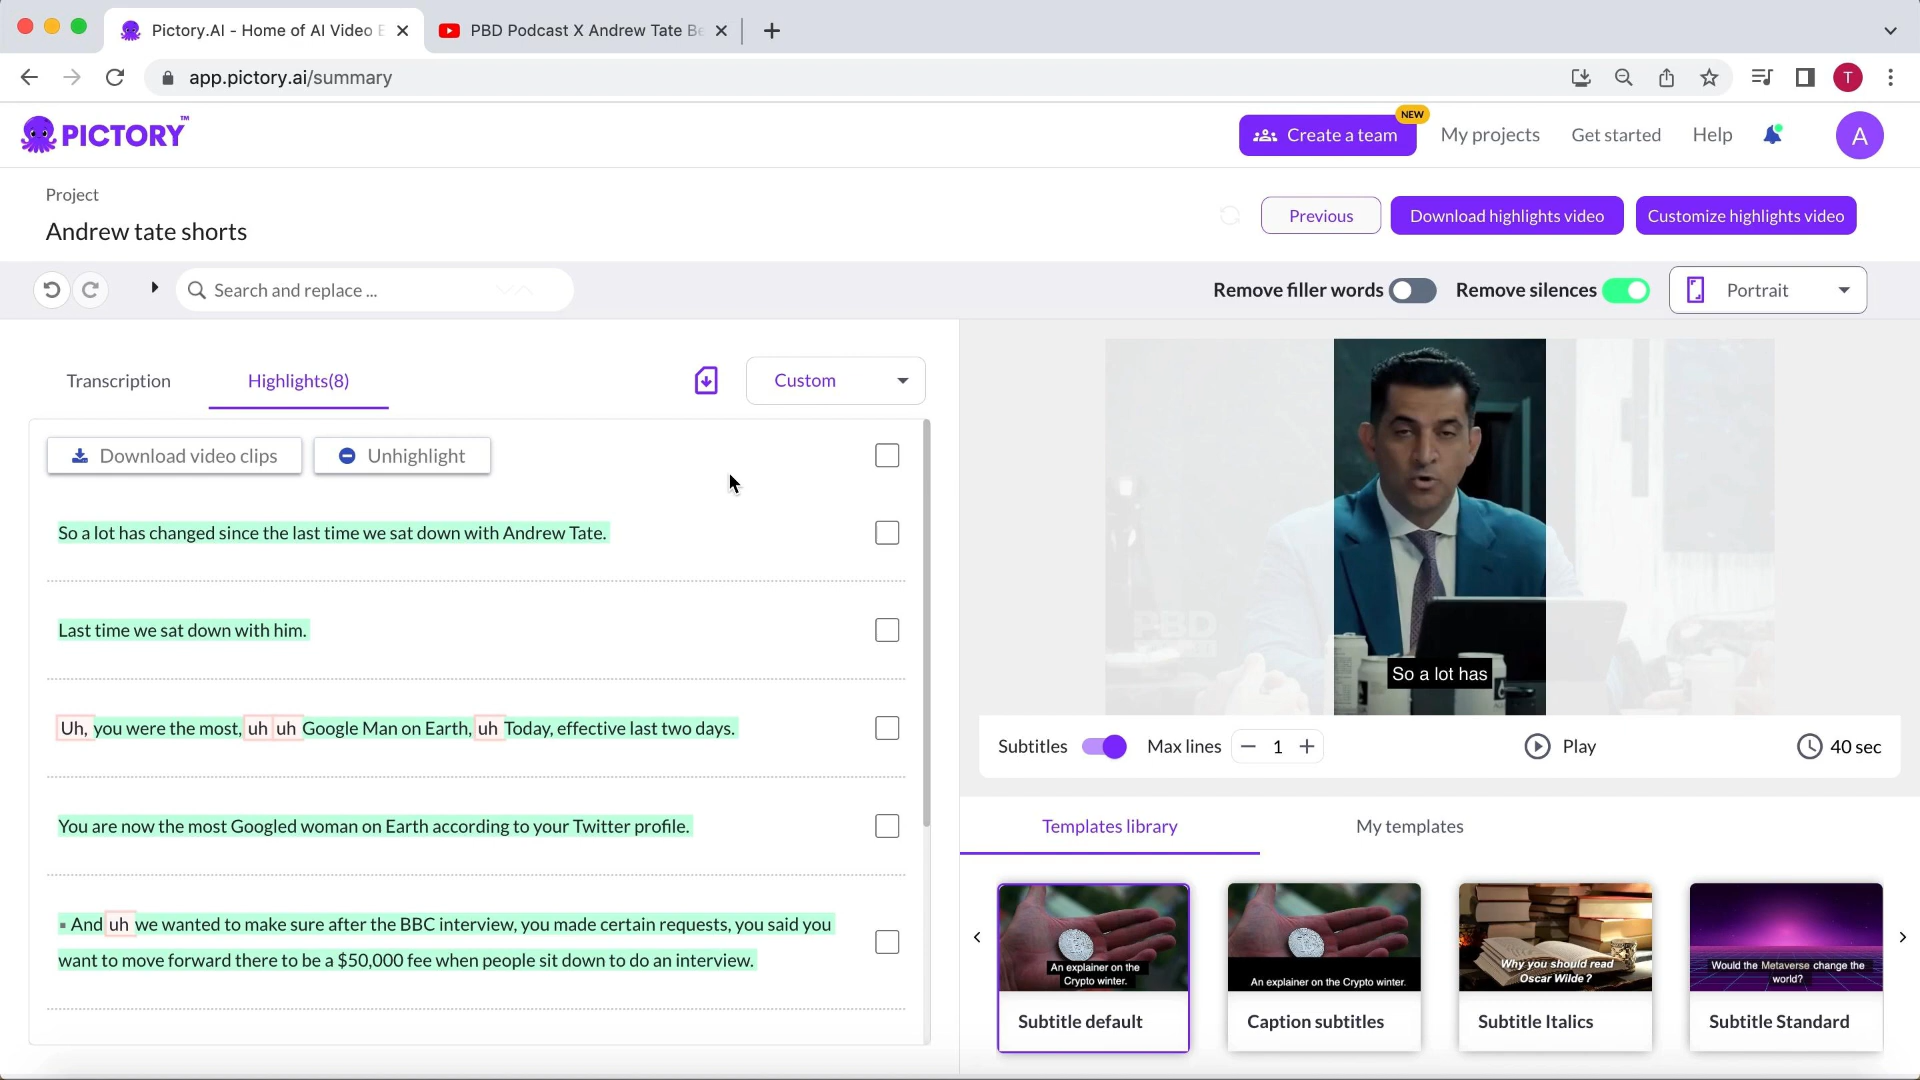 Pictory.AI - Home of AI Video E
PBD Podcast X Andrew Tate Be
app.pictory.ai/summary
T
PICTORY™
NEW
Create a team
My projects
Get started
Help
A
Project
Andrew tate shorts
Previous
Download highlights video
Customize highlights video
Search and replace ...
Remove filler words
Remove silences
Portrait
Transcription
Highlights(8)
Custom
Download video clips
Unhighlight
So a lot has changed since the last time we sat down with Andrew Tate.
Last time we sat down with him.
Uh, you were the most, uh uh Google Man on Earth, uh Today, effective last two days.
You are now the most Googled woman on Earth according to your Twitter profile.
And uh we wanted to make sure after the BBC interview, you made certain requests, you said you
want to move forward there to be a $50,000 fee when people sit down to do an interview.
PBD
So a lot has
Subtitles
Max lines
1
Play
40 sec
Templates library
My templates
An explainer on the
Crypto winter.
Subtitle default
An explainer on the Crypto winter.
Caption subtitles
Why you should read
Oscar Wilde ?
Subtitle Italics
Would the Metaverse change the
world?
Subtitle Standard